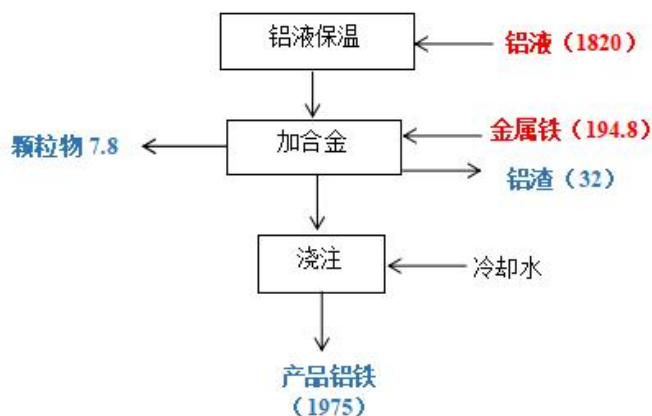 铝液保温
铝液（1820）
颗粒物 7.8
加合金
金属铁（194.8）
铝渣（32）
浇注
冷却水
产品铝铁
（1975）